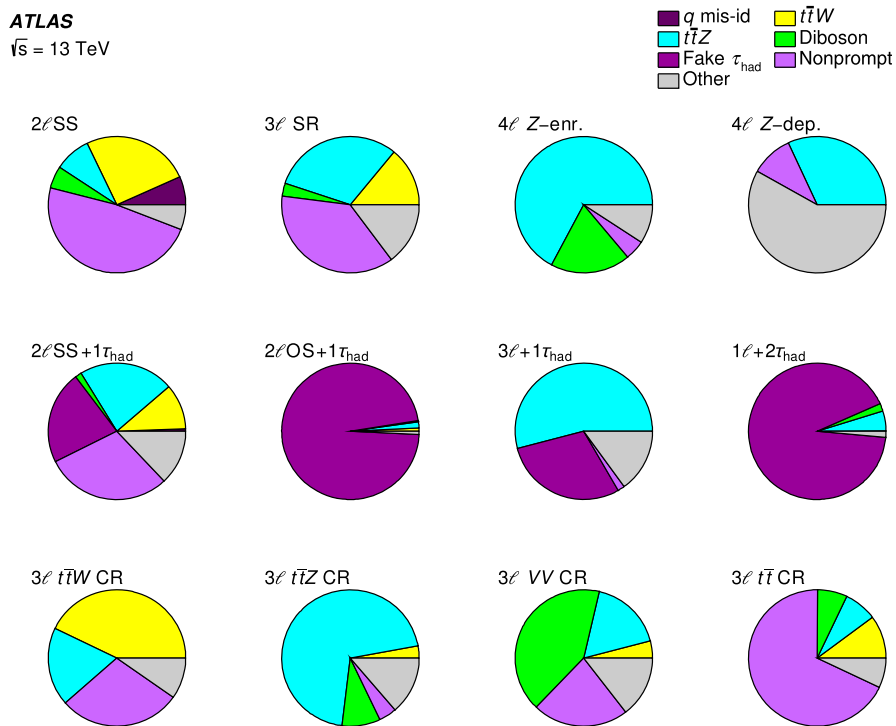 ATLAS
√s = 13 TeV
q mis-id
tt̄W
tt̄Z
Diboson
Fake τhad
Nonprompt
Other
2ℓSS
3ℓ SR
4ℓ Z−enr.
4ℓ Z−dep.
2ℓSS+1τhad
2ℓOS+1τhad
3ℓ+1τhad
1ℓ+2τhad
3ℓ tt̄W CR
3ℓ tt̄Z CR
3ℓ VV CR
3ℓ tt̄ CR